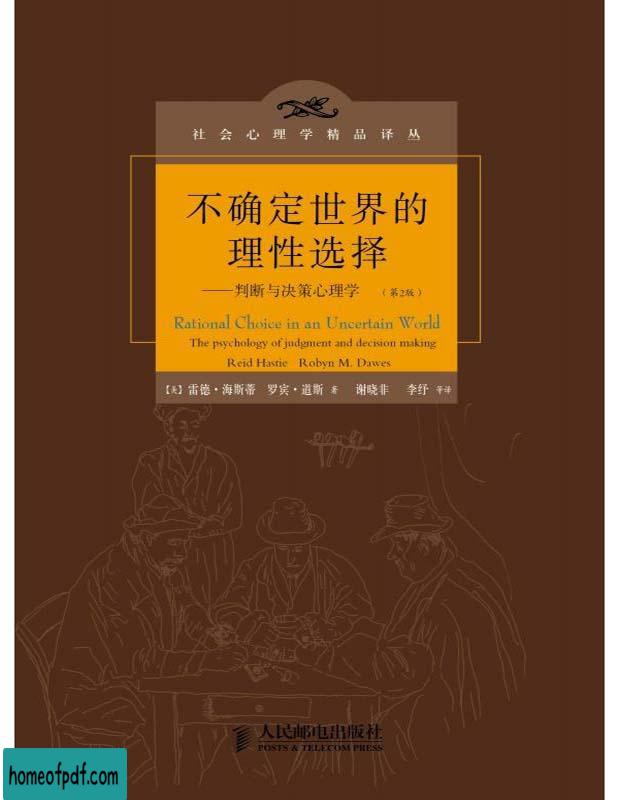 社会心理学精品译丛
不确定世界的
理性选择
——判断与决策心理学 （第2版）
Rational Choice in an Uncertain World
The psychology of judgment and decision making
Reid Hastie Robyn M. Dawes
【美】雷德·海斯蒂 罗宾·道斯 著 谢晓非 李纾 等译
人民邮电出版社
POSTS & TELECOM PRESS
homeofpdf.com